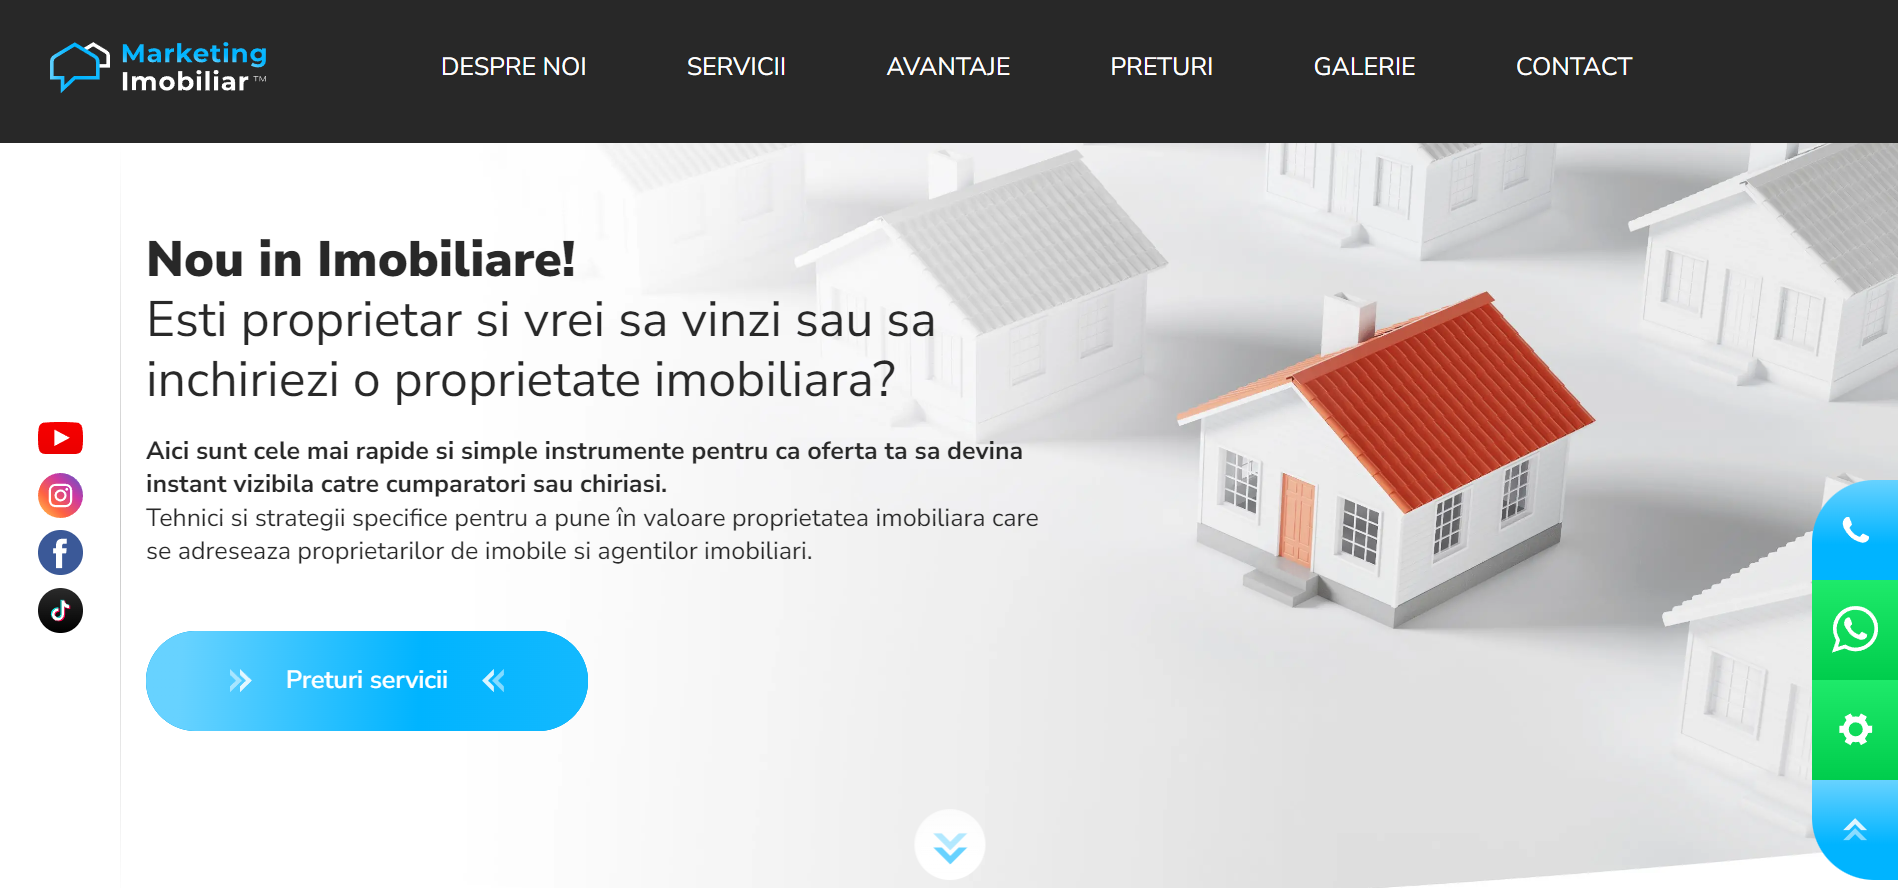 Marketing
Imobiliar™
DESPRE NOI
SERVICII
AVANTAJE
PRETURI
GALERIE
CONTACT
Nou in Imobiliare!
Esti proprietar si vrei sa vinzi sau sa
inchiriezi o proprietate imobiliara?
Aici sunt cele mai rapide si simple instrumente pentru ca oferta ta sa devina
instant vizibila catre cumparatori sau chiriasi.
Tehnici si strategii specifice pentru a pune în valoare proprietatea imobiliara care
se adreseaza proprietarilor de imobile si agentilor imobiliari.
Preturi servicii